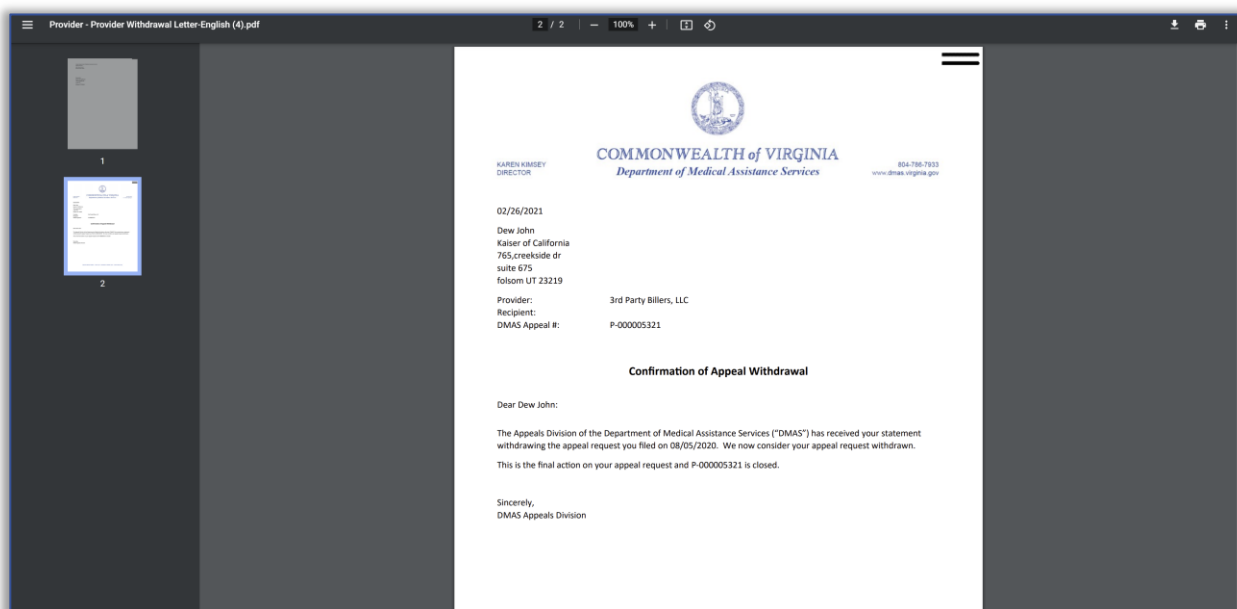 Provider - Provider Withdrawal Letter-English (4).pdf
2 / 2
100%
1
2
COMMONWEALTH of VIRGINIA
Department of Medical Assistance Services
KAREN KIMSEY
DIRECTOR
804-786-7933
www.dmas.virginia.gov
02/26/2021
Dew John
Kaiser of California
765,creekside dr
suite 675
folsom UT 23219
Provider: 3rd Party Billers, LLC
Recipient:
DMAS Appeal #: P-000005321
Confirmation of Appeal Withdrawal
Dear Dew John:
The Appeals Division of the Department of Medical Assistance Services ("DMAS") has received your statement
withdrawing the appeal request you filed on 08/05/2020. We now consider your appeal request withdrawn.
This is the final action on your appeal request and P-000005321 is closed.
Sincerely,
DMAS Appeals Division